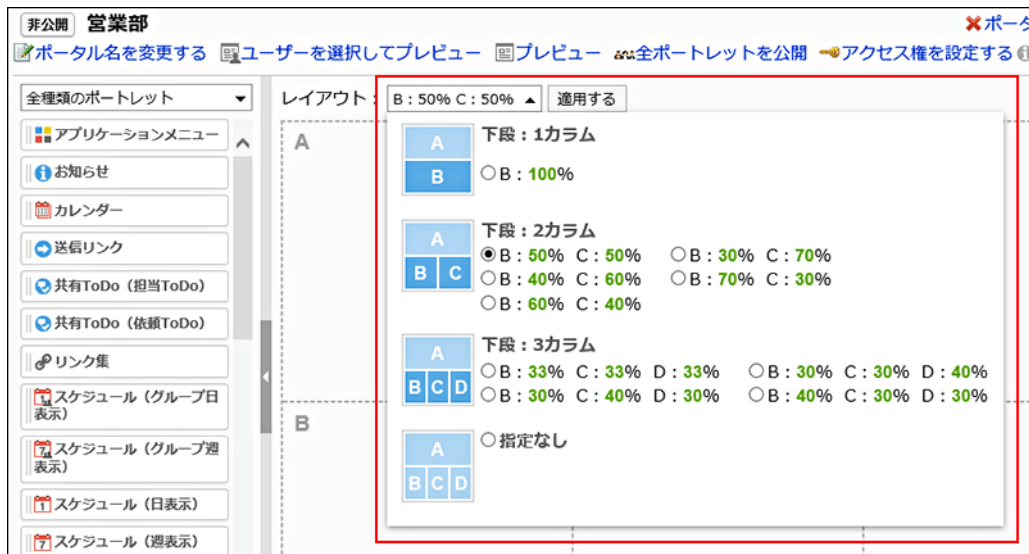 非公開 営業部
ポータ
ポータル名を変更する ユーザーを選択してプレビュー プレビュー 全ポートレットを公開 アクセス権を設定する
全種類のポートレット
レイアウト： B : 50% C : 50% 適用する
アプリケーションメニュー
お知らせ
カレンダー
送信リンク
共有ToDo（担当ToDo）
共有ToDo（依頼ToDo）
リンク集
スケジュール（グループ日
表示）
スケジュール（グループ週
表示）
スケジュール（日表示）
スケジュール（週表示）
A
B
A
B
下段：1カラム
B : 100%
A
B C
下段：2カラム
B : 50% C : 50% B : 30% C : 70%
B : 40% C : 60% B : 70% C : 30%
B : 60% C : 40%
A
B C D
下段：3カラム
B : 33% C : 33% D : 33% B : 30% C : 30% D : 40%
B : 30% C : 40% D : 30% B : 40% C : 30% D : 30%
A
B C D
指定なし